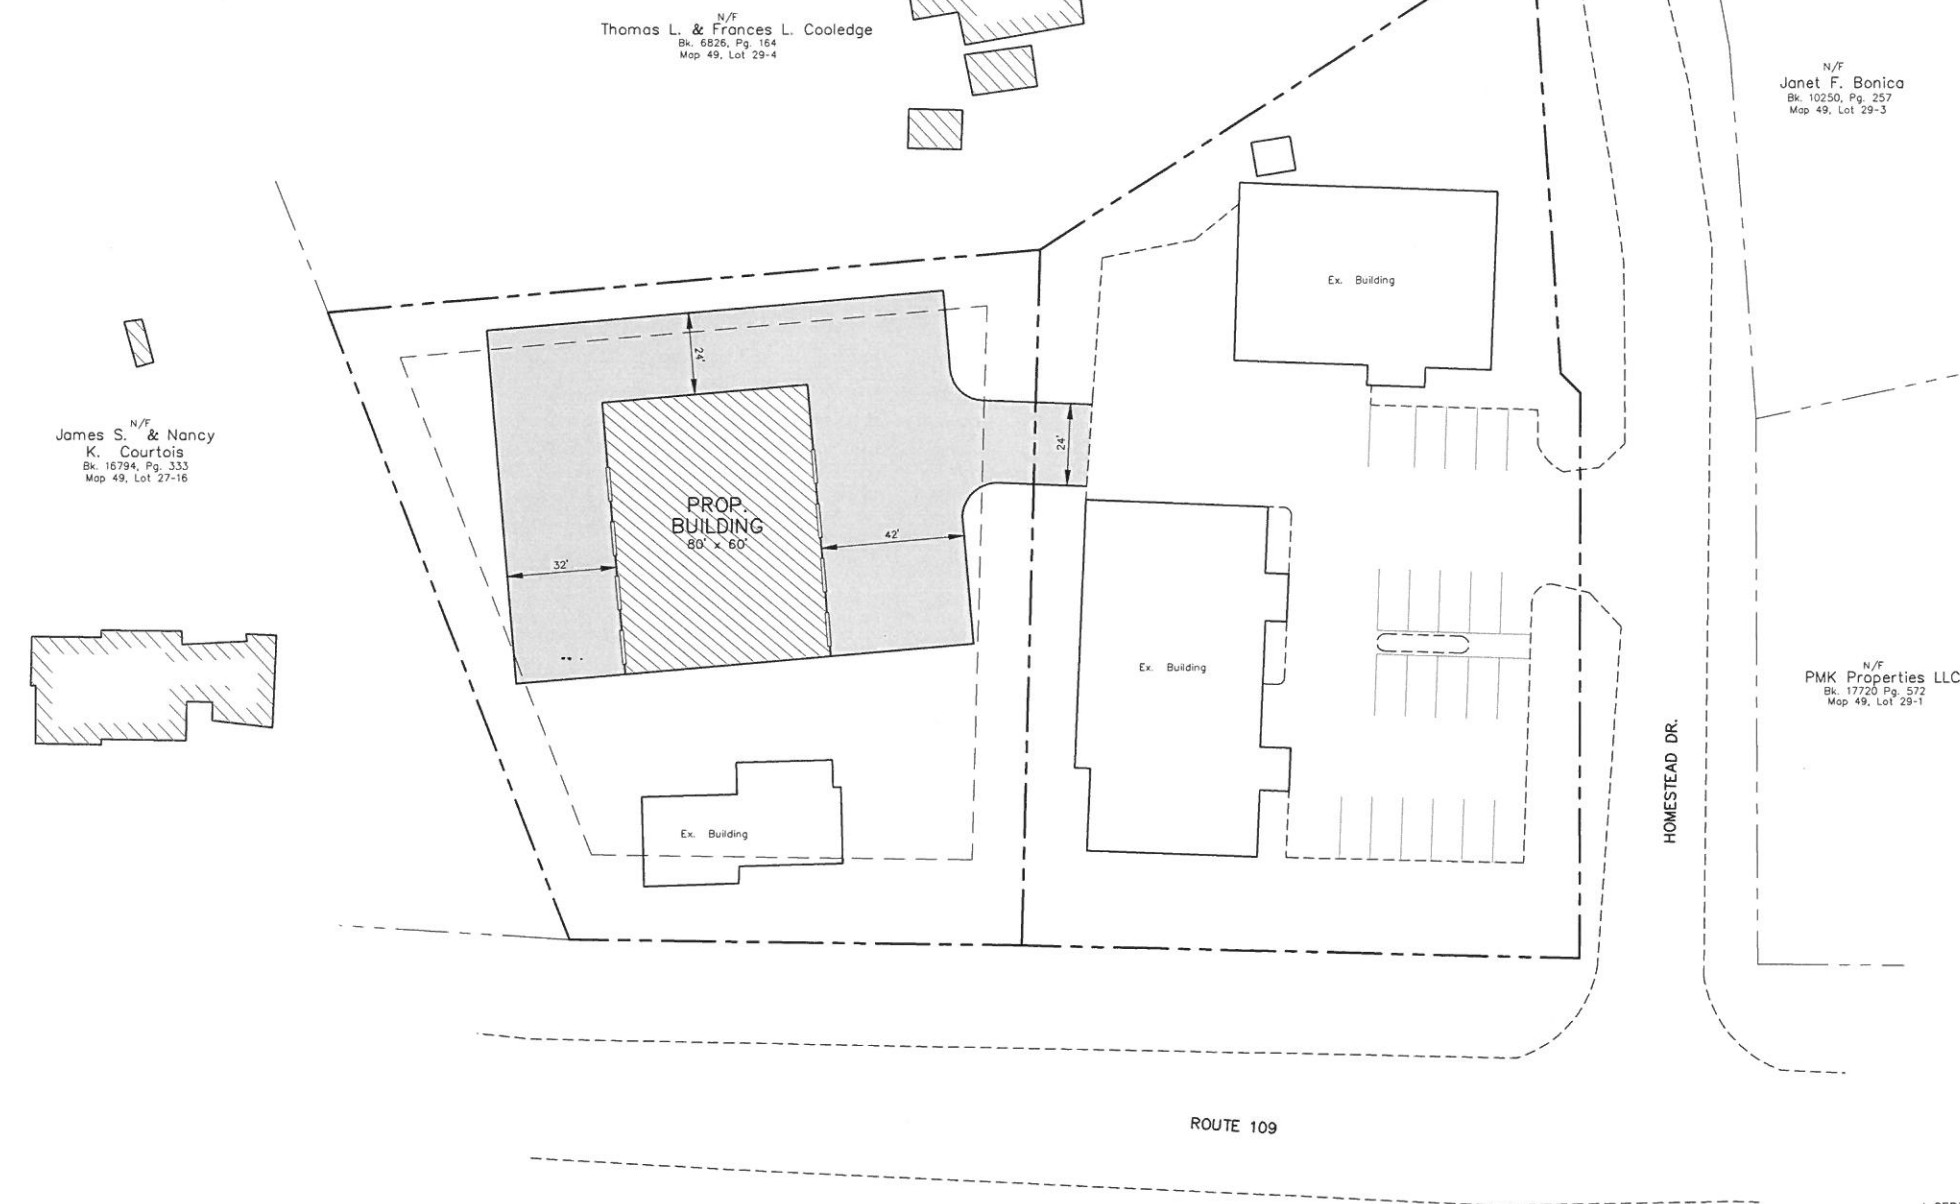 N/F
Thomas L. & Frances L. Cooledge
Bk. 6826, Pg. 164
Map 49, Lot 29-4
N/F
Janet F. Bonica
Bk. 10250, Pg. 257
Map 49, Lot 29-3
Ex. Building
24'
N/F
James S. & Nancy
K. Courtois
Bk. 16794, Pg. 333
Map 49, Lot 27-16
24'
PROP.
BUILDING
80' x 60'
42'
32'
Ex. Building
N/F
PMK Properties LLC
Bk. 17720 Pg. 572
Map 49, Lot 29-1
HOMESTEAD DR.
Ex. Building
ROUTE 109